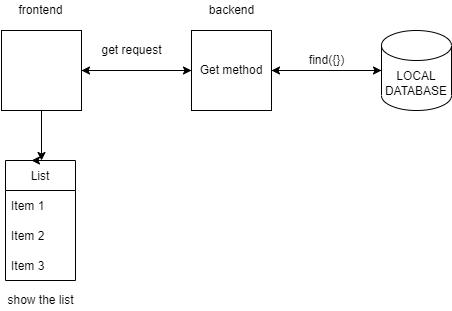 frontend
backend
get request
Get method
find({})
LOCAL
DATABASE
List
Item 1
Item 2
Item 3
show the list